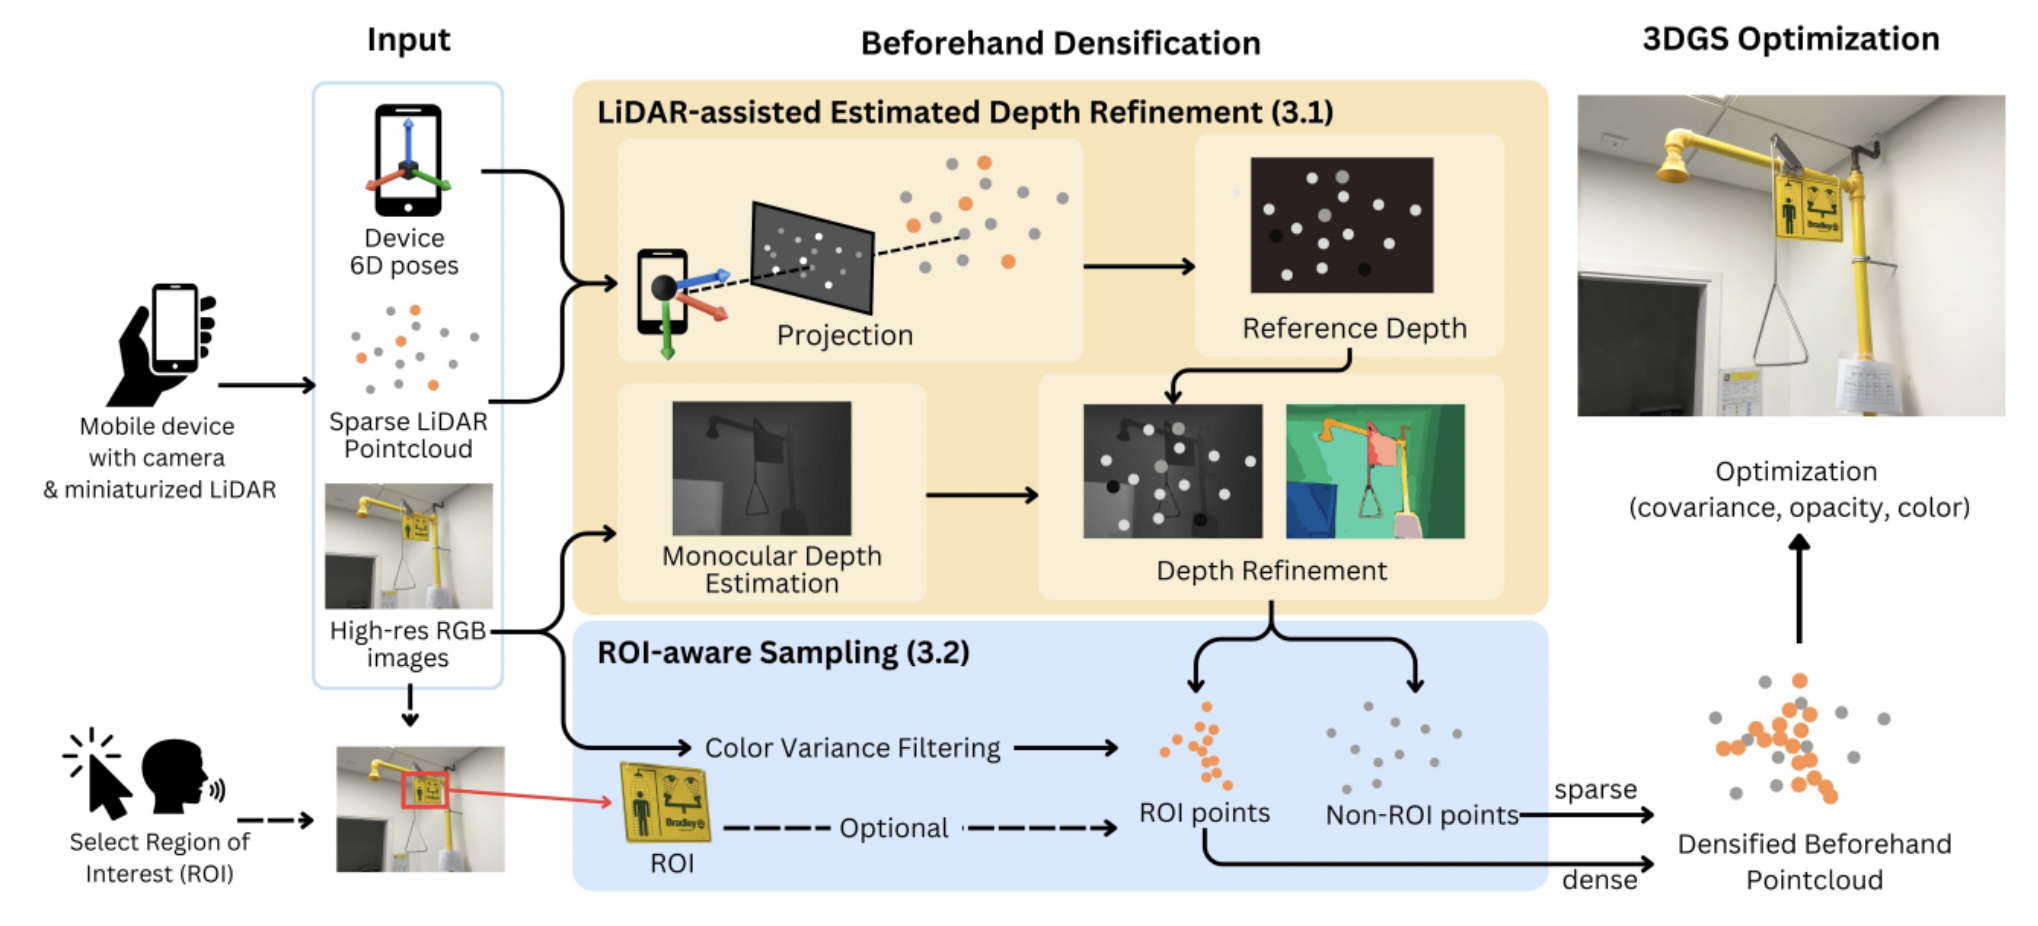 Input
Beforehand Densification
3DGS Optimization
LiDAR-assisted Estimated Depth Refinement (3.1)
Device
6D poses
Projection
Reference Depth
Mobile device
with camera
& miniaturized LiDAR
Sparse LiDAR
Pointcloud
Monocular Depth
Estimation
Depth Refinement
Optimization
(covariance, opacity, color)
High-res RGB
images
ROI-aware Sampling (3.2)
Color Variance Filtering
Select Region of
Interest (ROI)
Bradley
ROI
Optional
ROI points
Non-ROI points
sparse
dense
Densified Beforehand
Pointcloud
Bradley